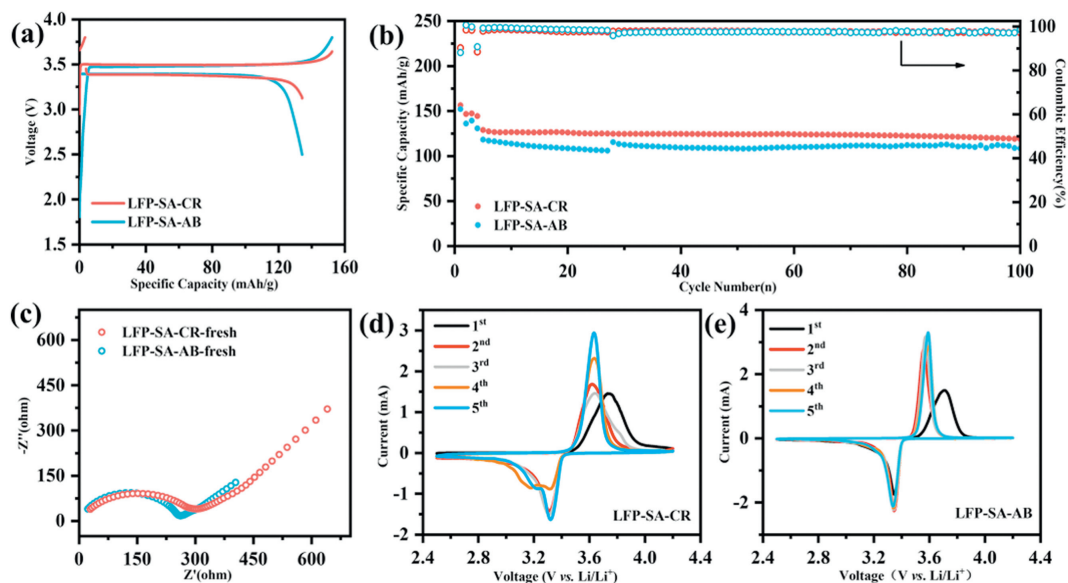 (a)
4.0
3.5
3.0
2.5
2.0
1.5
Voltage (V)
LFP-SA-CR
LFP-SA-AB
0 40 80 120 160
Specific Capacity (mAh/g)
(b)
250
200
150
100
50
0
Specific Capacity (mAh/g)
LFP-SA-CR
LFP-SA-AB
100
80
60
40
20
0
Coulombic Efficiency(%)
0 20 40 60 80 100
Cycle Number(n)
(c)
600
450
300
150
0
-Z''(ohm)
LFP-SA-CR-fresh
LFP-SA-AB-fresh
0 150 300 450 600
Z'(ohm)
(d)
3
2
1
0
-1
-2
Current (mA)
1st
2nd
3rd
4th
5th
LFP-SA-CR
2.4 3.0 3.6 4.2
Voltage (V vs. Li/Li+)
(e)
4
2
0
-2
-4
Current (mA)
1st
2nd
3rd
4th
5th
LFP-SA-AB
2.4 3.0 3.6 4.2
Voltage (V vs. Li/Li+)